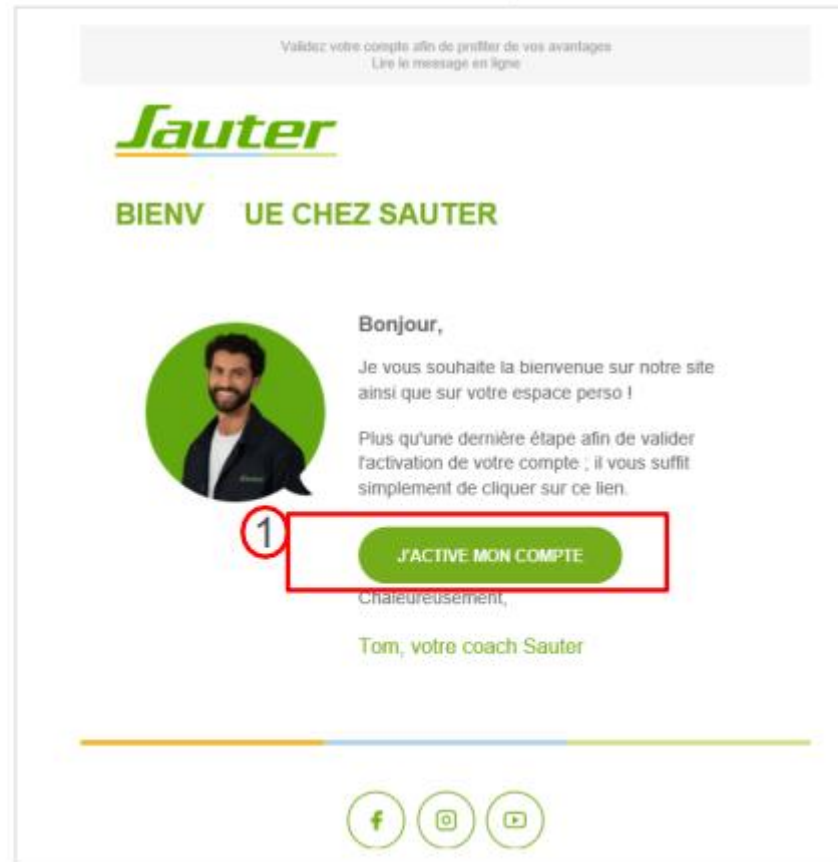 Validez votre compte afin de profiter de vos avantages
Lire le message en ligne
Sauter
BIENV UE CHEZ SAUTER
Bonjour,
Je vous souhaite la bienvenue sur notre site
ainsi que sur votre espace perso !
Plus qu'une dernière étape afin de valider
l'activation de votre compte ; il vous suffit
simplement de cliquer sur ce lien.
1
J'ACTIVE MON COMPTE
Chaleureusement,
Tom, votre coach Sauter